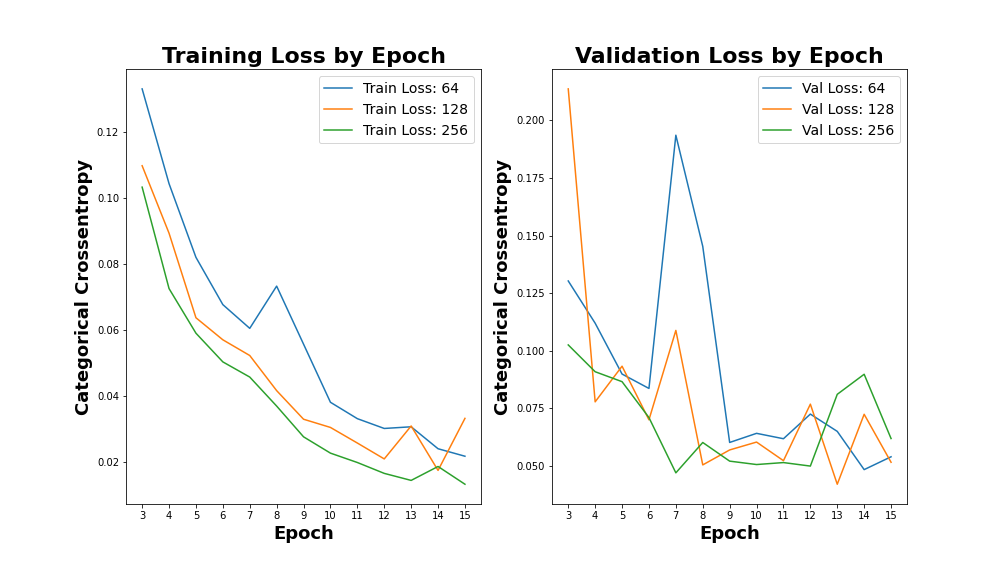 Training Loss by Epoch
Train Loss: 64
Train Loss: 128
Train Loss: 256
Categorical Crossentropy
0.12
0.10
0.08
0.06
0.04
0.02
3 4 5 6 7 8 9 10 11 12 13 14 15
Epoch
Validation Loss by Epoch
Val Loss: 64
Val Loss: 128
Val Loss: 256
Categorical Crossentropy
0.200
0.175
0.150
0.125
0.100
0.075
0.050
3 4 5 6 7 8 9 10 11 12 13 14 15
Epoch